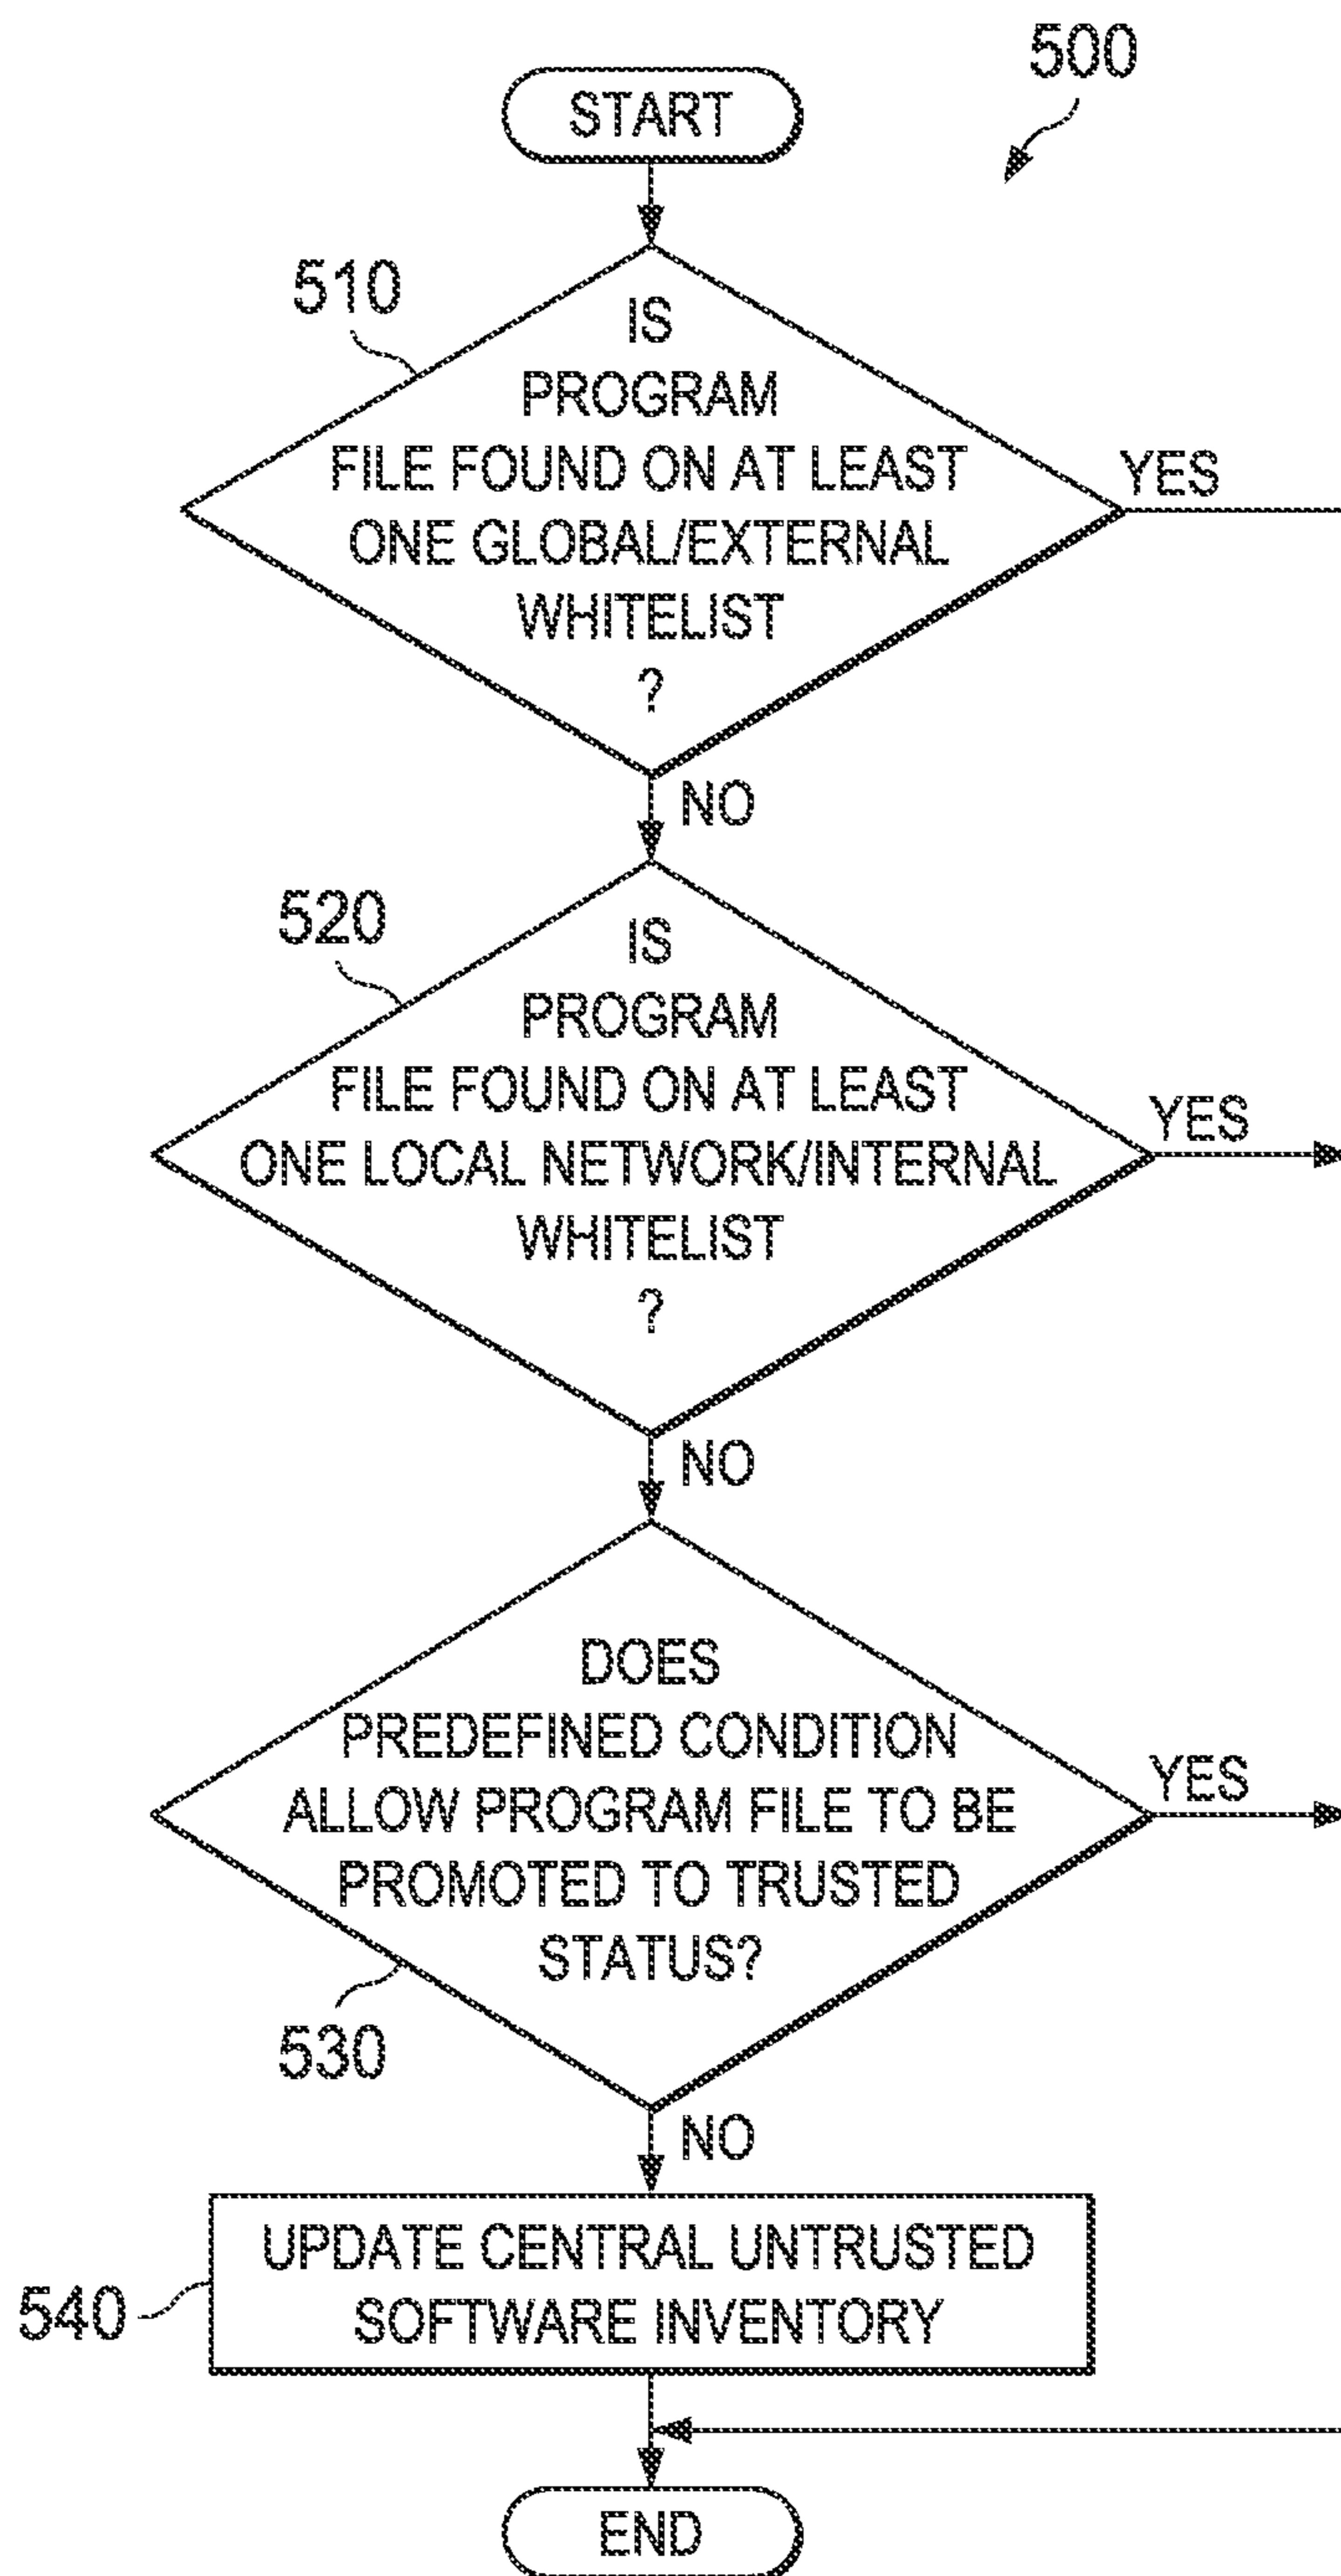 500
START
510
IS
PROGRAM
FILE FOUND ON AT LEAST
ONE GLOBAL/EXTERNAL
WHITELIST
?
YES
NO
520
IS
PROGRAM
FILE FOUND ON AT LEAST
ONE LOCAL NETWORK/INTERNAL
WHITELIST
?
YES
NO
DOES
PREDEFINED CONDITION
ALLOW PROGRAM FILE TO BE
PROMOTED TO TRUSTED
STATUS?
YES
530
NO
UPDATE CENTRAL UNTRUSTED
SOFTWARE INVENTORY
540
END